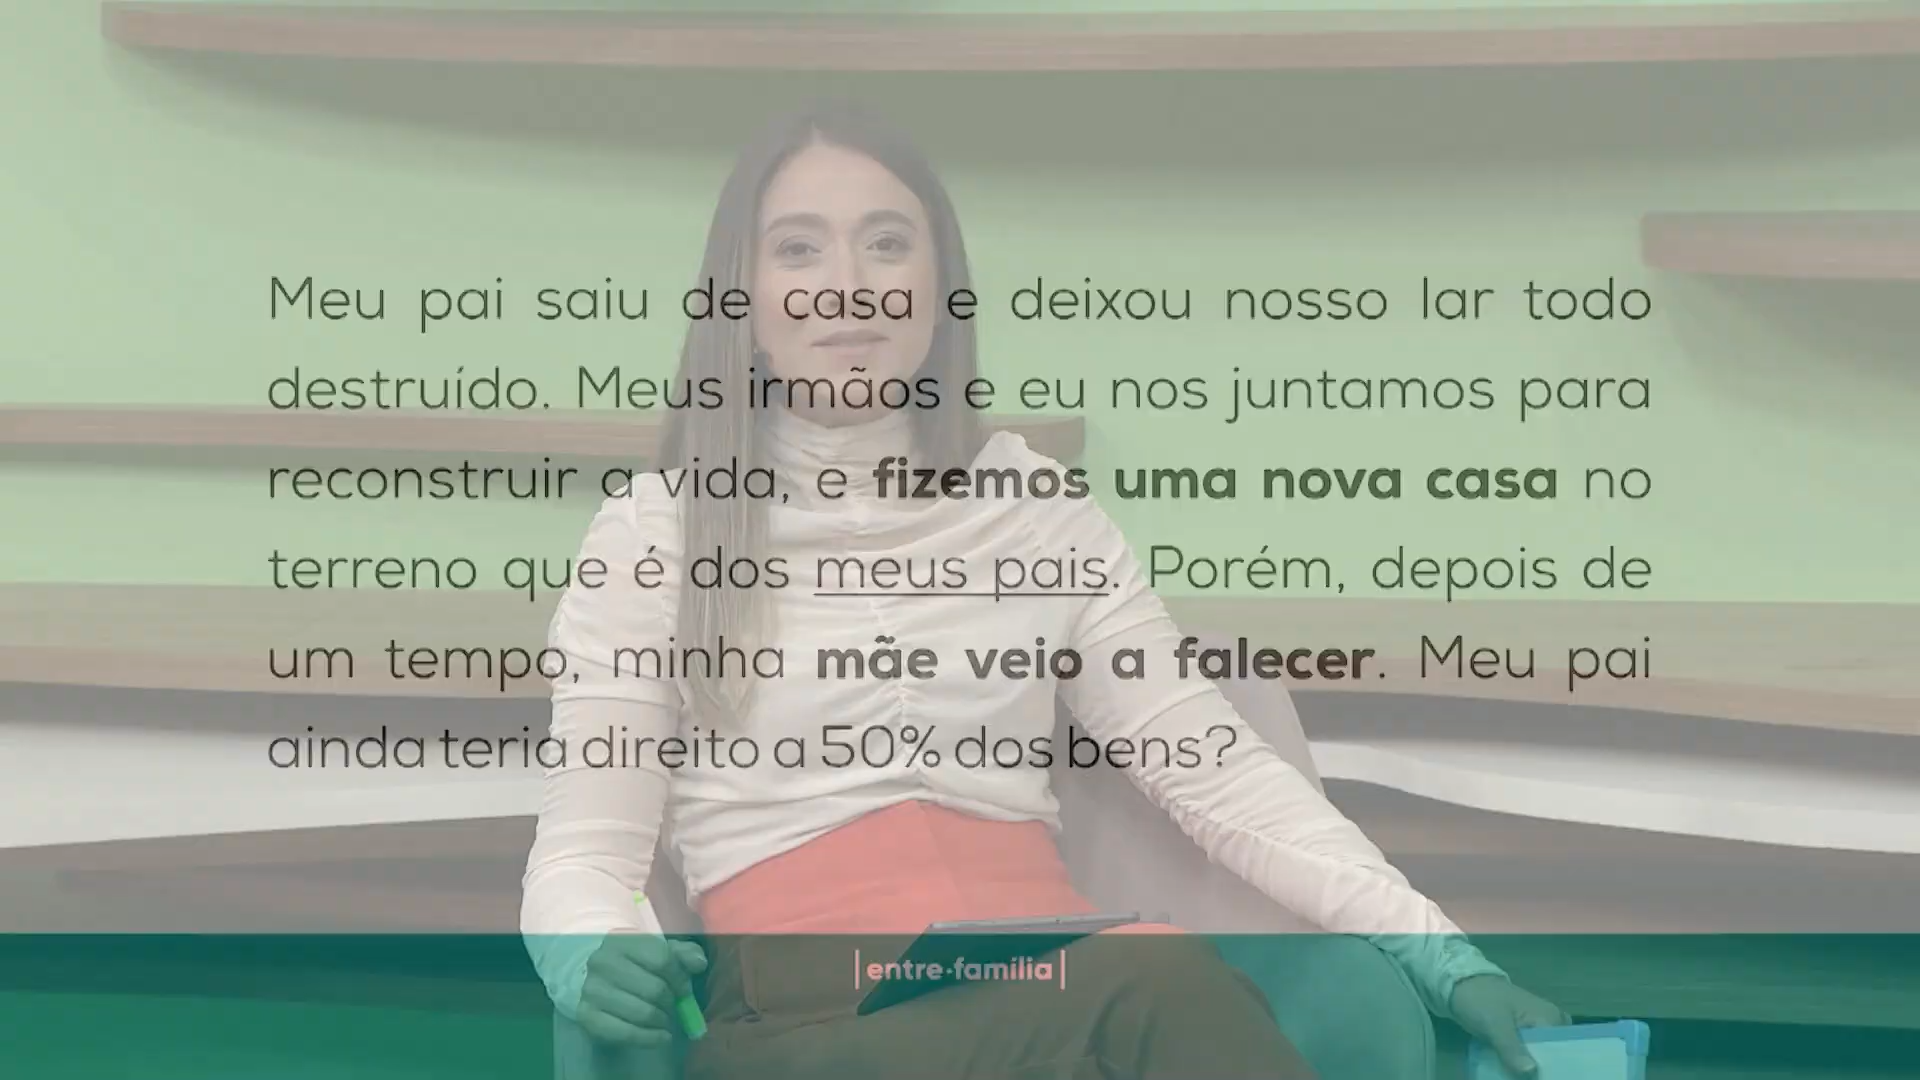 Meu pai saiu de casa e deixou nosso lar todo
destruído. Meus irmãos e eu nos juntamos para
reconstruir a vida, e fizemos uma nova casa no
terreno que é dos meus pais. Porém, depois de
um tempo, minha mãe veio a falecer. Meu pai
ainda teria direito a 50% dos bens?
|entre·família|